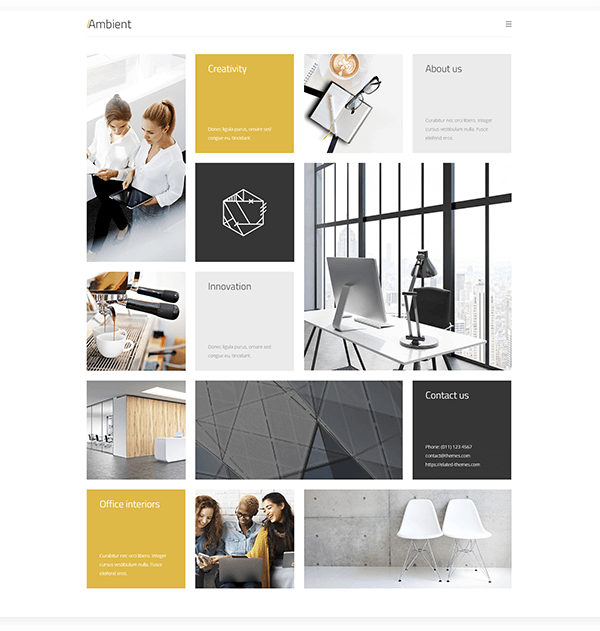 /Ambient
Creativity
Donec ligula purus, ornare sed
congue eu, tincidunt
About us
Curabitur nec orci libero. Integer
cursus vestibulum nulla. Fusce
eleifend eros.
Innovation
Donec ligula purus, ornare sed
congue eu, tincidunt.
Contact us
Phone: (011) 123 4567
contact@themes.com
https://elated-themes.com
Office interiors
Curabitur nec orci libero. Integer
cursus vestibulum nulla. Fusce
eleifend eros.